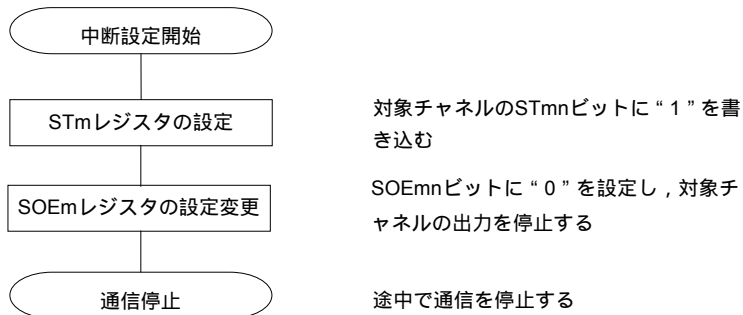 中断設定開始
STmレジスタの設定
対象チャネルのSTmnビットに“1”を書
き込む
SOEmレジスタの設定変更
SOEmnビットに“0”を設定し，対象チ
ャネルの出力を停止する
通信停止
途中で通信を停止する